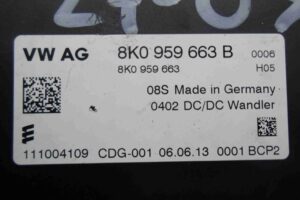 VW AG 8K0 959 663 B 0006
8K0 959 663 H05
08S Made in Germany
0402 DC/DC Wandler
111004109 CDG-001 06.06.13 0001 BCP2